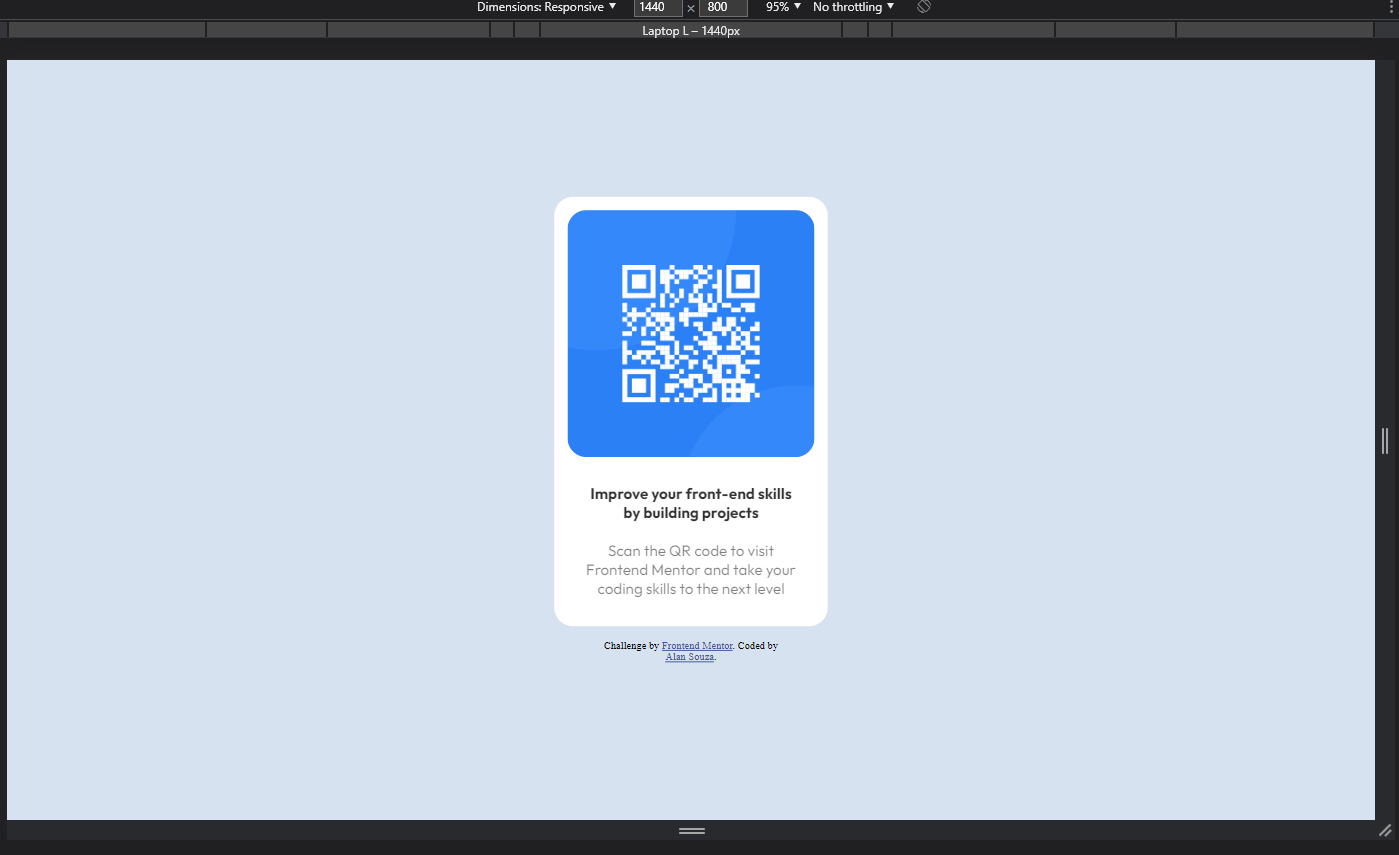 Dimensions: Responsive ▼ 1440 × 800 95% ▼ No throttling ▼
Laptop L – 1440px
Improve your front-end skills
by building projects
Scan the QR code to visit
Frontend Mentor and take your
coding skills to the next level
Challenge by Frontend Mentor. Coded by
Alan Souza.